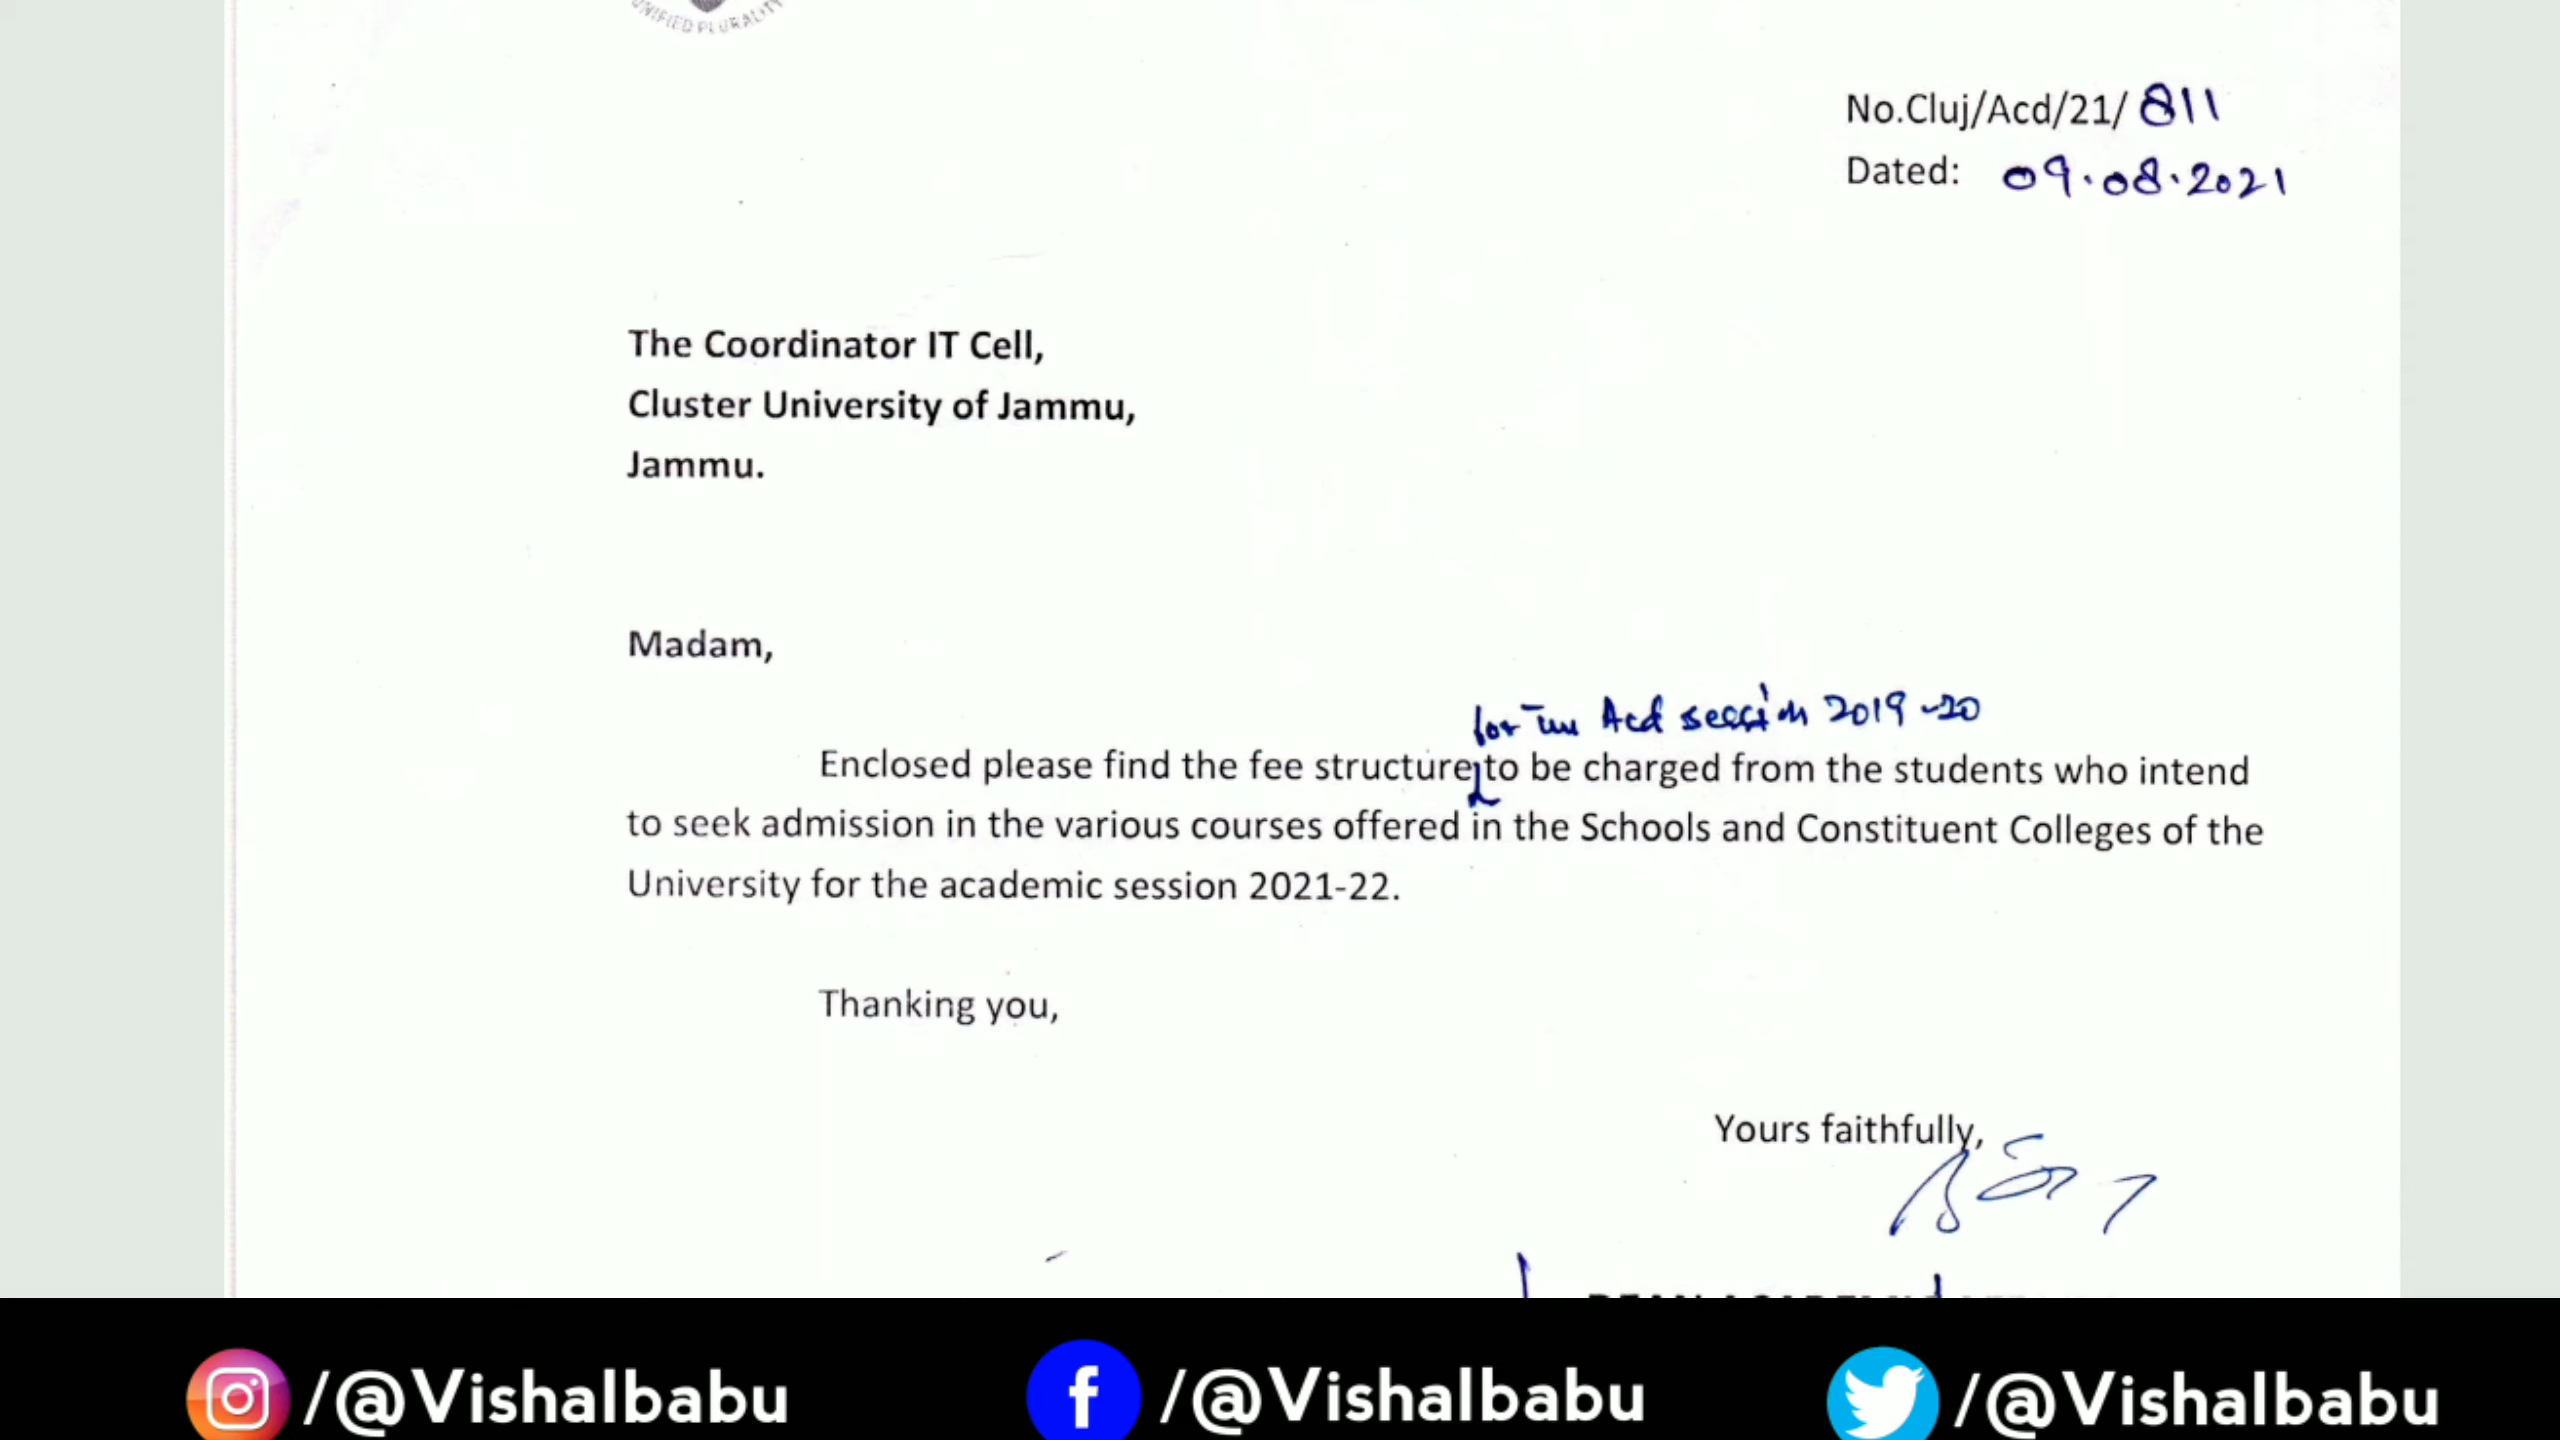 UNIFIED PLURALITY
No.Cluj/Acd/21/ 811
Dated: 09.08.2021
The Coordinator IT Cell,
Cluster University of Jammu,
Jammu.
Madam,
for the Acd session 2019-20
Enclosed please find the fee structure to be charged from the students who intend
to seek admission in the various courses offered in the Schools and Constituent Colleges of the
University for the academic session 2021-22.
Thanking you,
Yours faithfully,
/@Vishalbabu /@Vishalbabu /@Vishalbabu